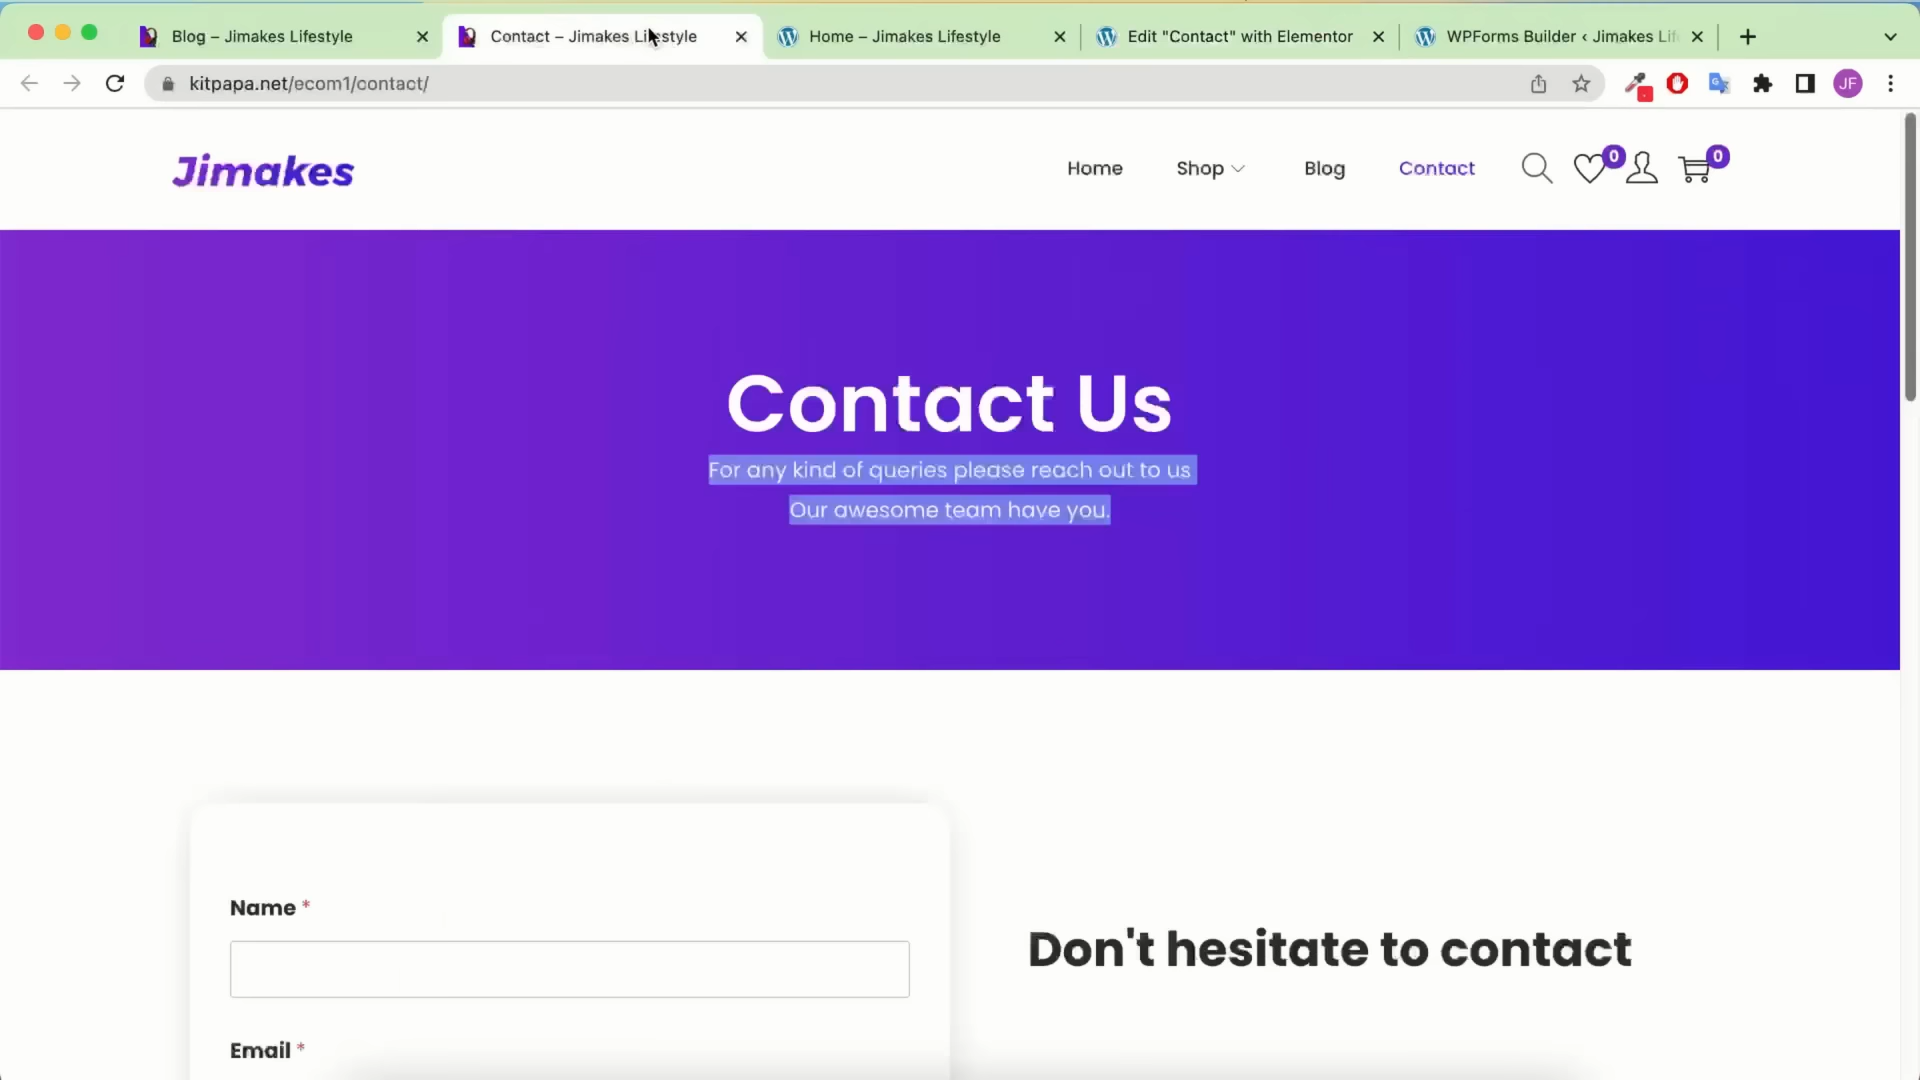 Blog – Jimakes Lifestyle
Contact – Jimakes Lifestyle
Home – Jimakes Lifestyle
Edit "Contact" with Elementor
WPForms Builder ‹ Jimakes Lif
kitpapa.net/ecom1/contact/
JF
Jimakes
Home
Shop
Blog
Contact
0
0
Contact Us
For any kind of queries please reach out to us
Our awesome team have you.
Name *
Don't hesitate to contact
Email *